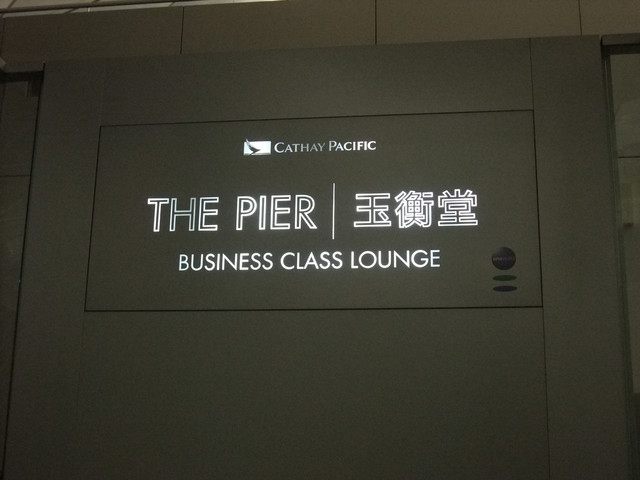 CATHAY PACIFIC
THE PIER | 玉衡堂
BUSINESS CLASS LOUNGE